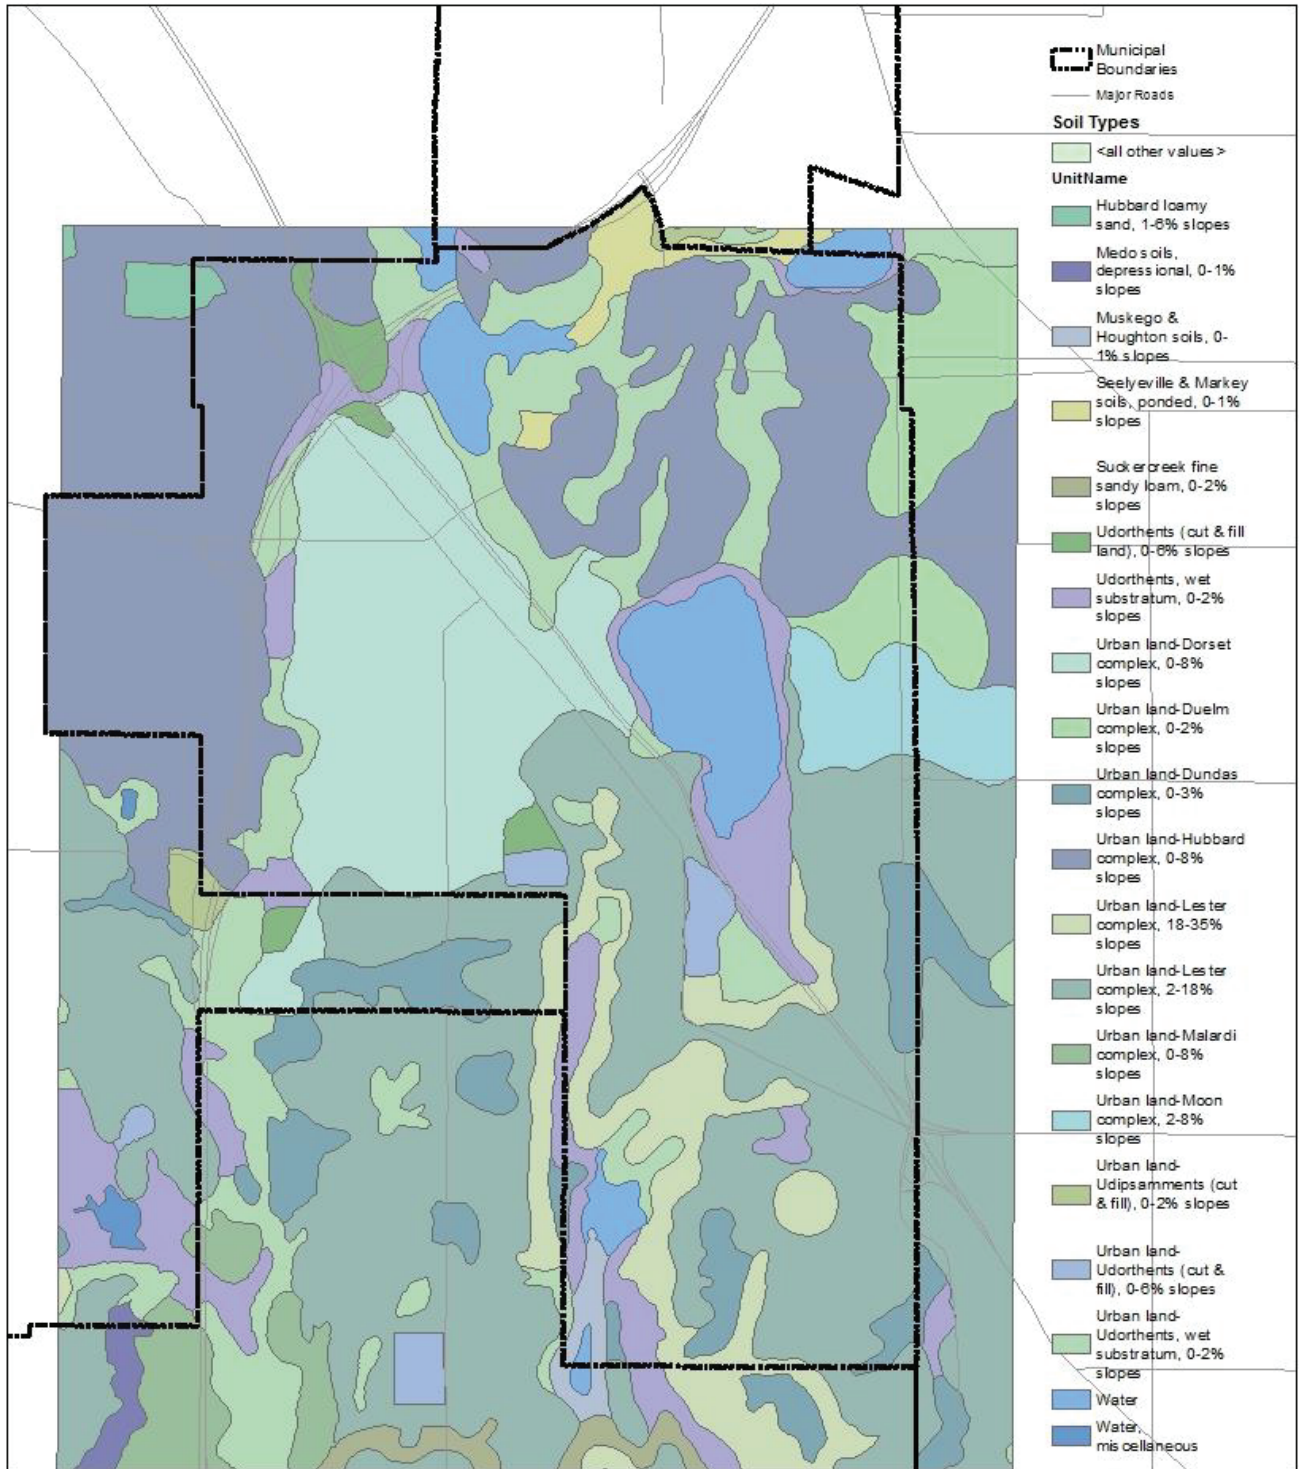 Municipal
Boundaries
Major Roads
Soil Types
<all other values>
UnitName
Hubbard loamy
sand, 1-6% slopes
Medo soils,
depressional, 0-1%
slopes
Muskego &
Houghton soils, 0-
1% slopes
Seelyeville & Markey
soils, ponded, 0-1%
slopes
Suckercreek fine
sandy loam, 0-2%
slopes
Udorthents (cut & fill
land), 0-6% slopes
Udorthents, wet
substratum, 0-2%
slopes
Urban land-Dorset
complex, 0-8%
slopes
Urban land-Duelm
complex, 0-2%
slopes
Urban land-Dundas
complex, 0-3%
slopes
Urban land-Hubbard
complex, 0-8%
slopes
Urban land-Lester
complex, 18-35%
slopes
Urban land-Lester
complex, 2-18%
slopes
Urban land-Malardi
complex, 0-8%
slopes
Urban land-Moon
complex, 2-8%
slopes
Urban land-
Udipsamments (cut
& fill), 0-2% slopes
Urban land-
Udorthents (cut &
fill), 0-6% slopes
Urban land-
Udorthents, wet
substratum, 0-2%
slopes
Water
Water,
miscellaneous